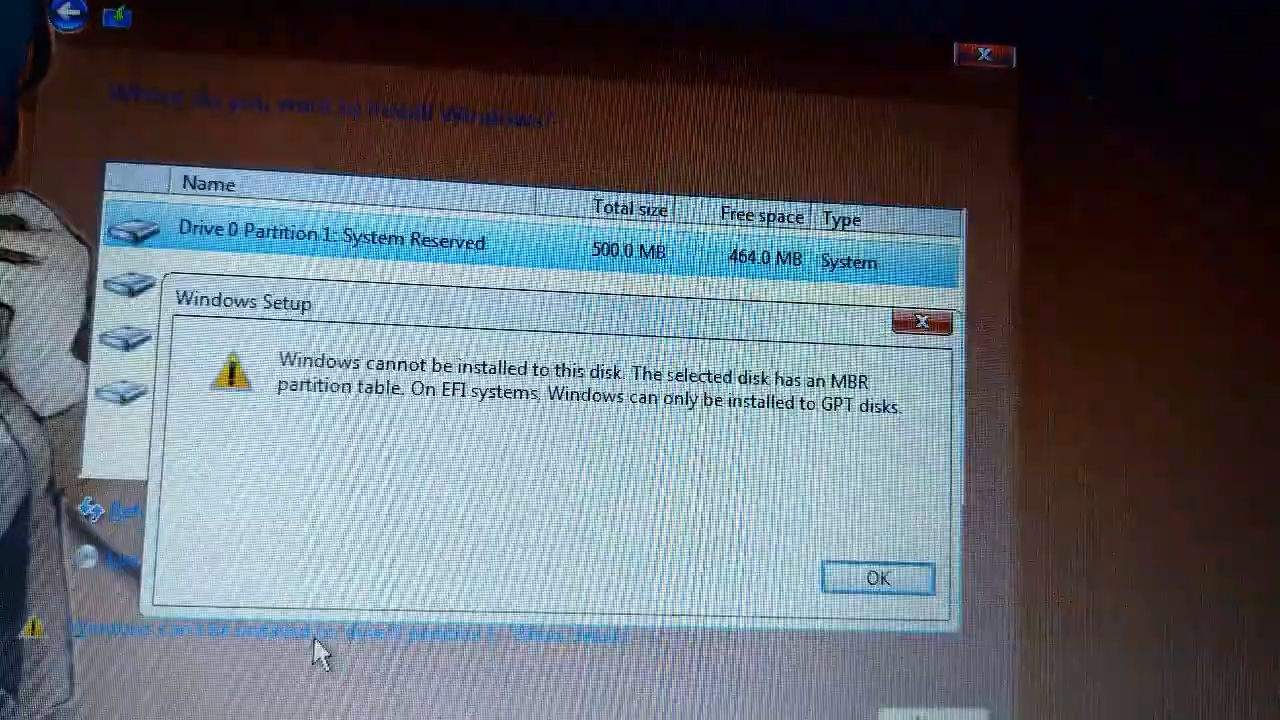 Where do you want to install Windows?
Name Total size Free space Type
Drive 0 Partition 1: System Reserved 500.0 MB 464.0 MB System
Windows Setup
Windows cannot be installed to this disk. The selected disk has an MBR
partition table. On EFI systems, Windows can only be installed to GPT disks.
OK